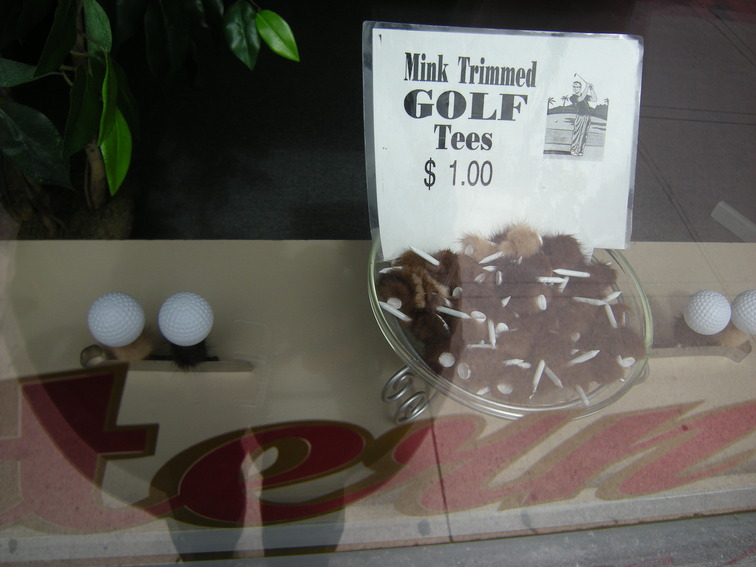 Mink Trimmed
GOLF
Tees
$ 1.00